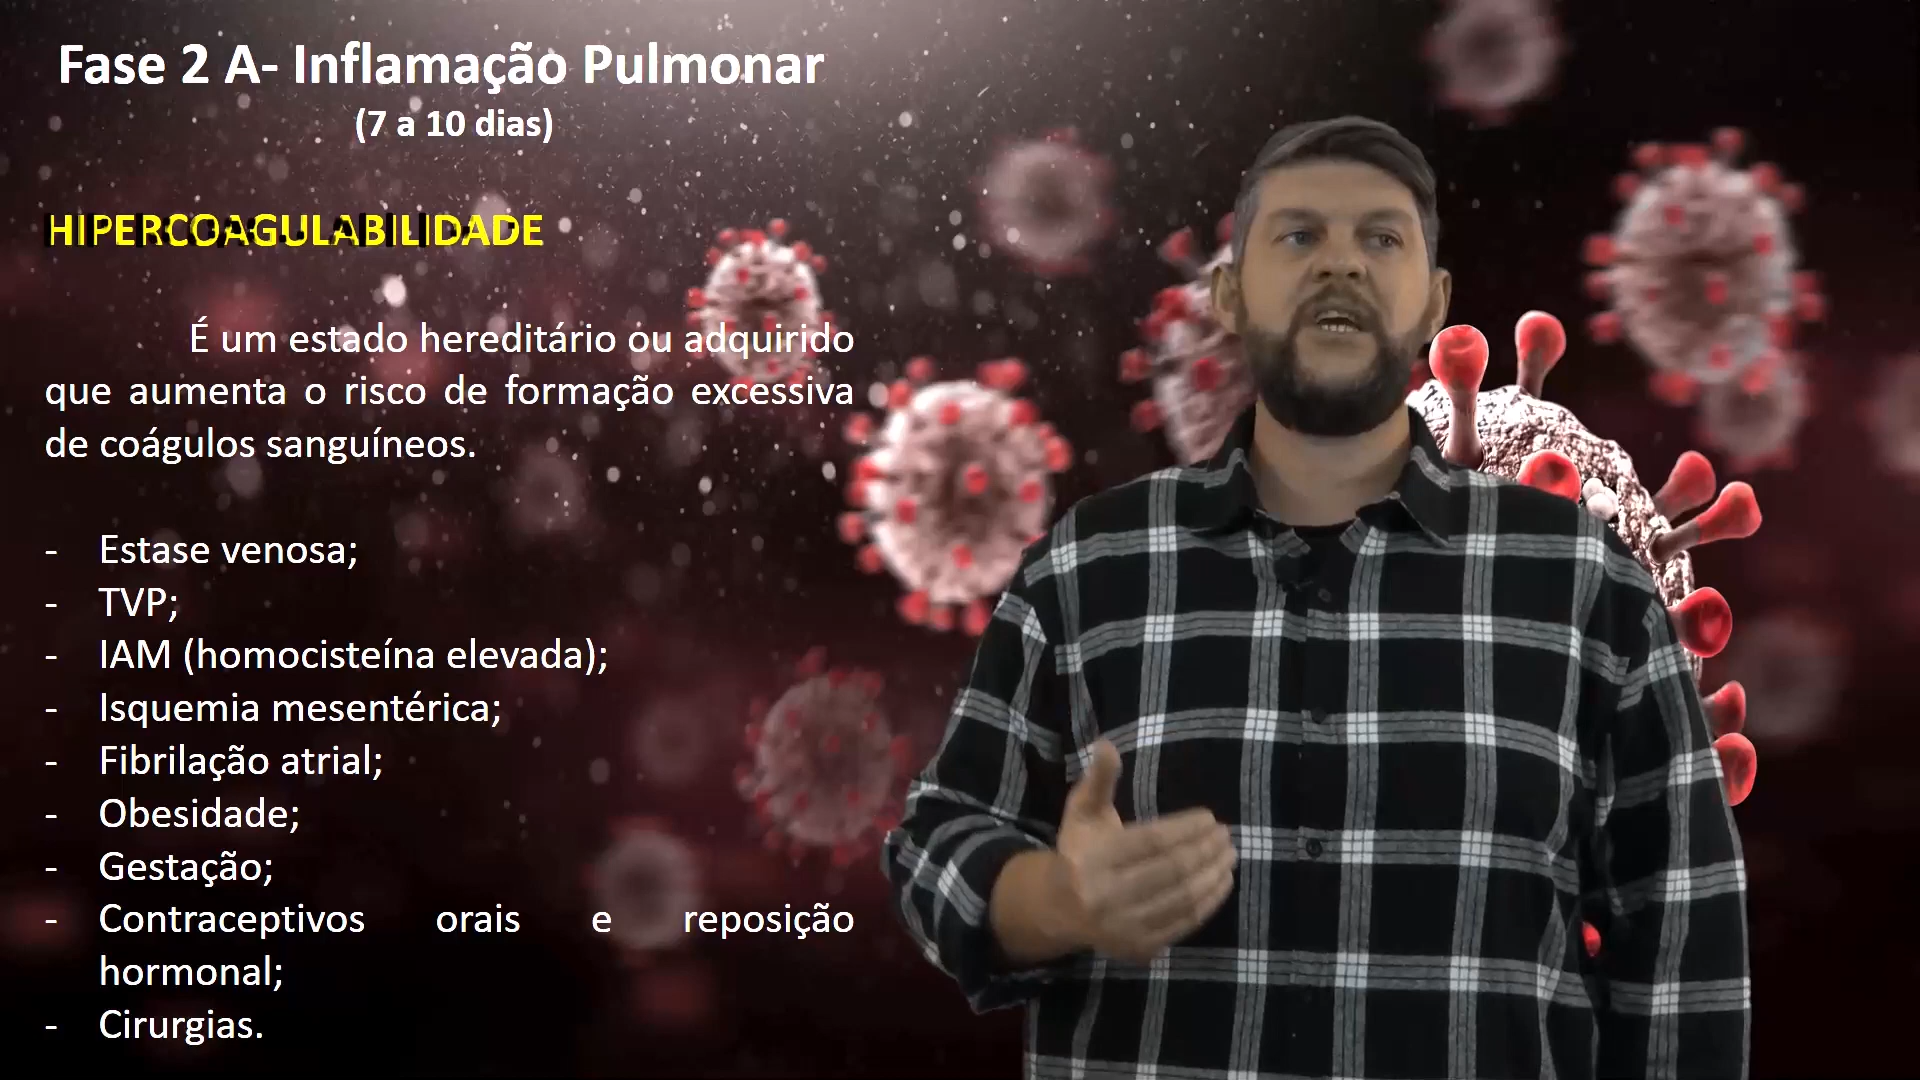 Fase 2 A- Inflamação Pulmonar
(7 a 10 dias)
HIPERCOAGULABILIDADE
É um estado hereditário ou adquirido
que aumenta o risco de formação excessiva
de coágulos sanguíneos.
- Estase venosa;
- TVP;
- IAM (homocisteína elevada);
- Isquemia mesentérica;
- Fibrilação atrial;
- Obesidade;
- Gestação;
- Contraceptivos orais e reposição
hormonal;
- Cirurgias.